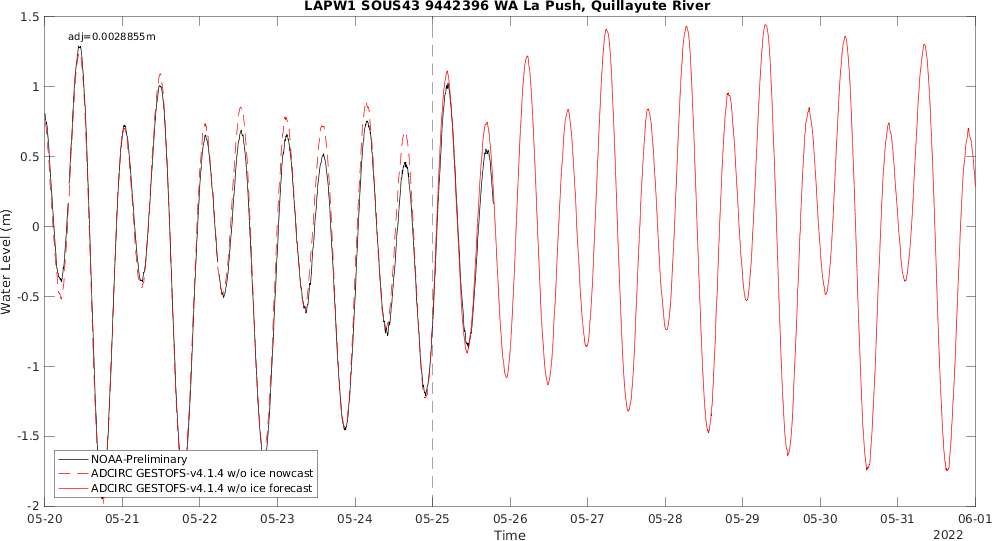 LAPW1 SOUS43 9442396 WA La Push, Quillayute River
adj=0.0028855m
Water Level (m)
1.5
1
0.5
0
-0.5
-1
-1.5
-2
NOAA-Preliminary
ADCIRC GESTOFS-v4.1.4 w/o ice nowcast
ADCIRC GESTOFS-v4.1.4 w/o ice forecast
05-20 05-21 05-22 05-23 05-24 05-25 05-26 05-27 05-28 05-29 05-30 05-31 06-01
Time
2022